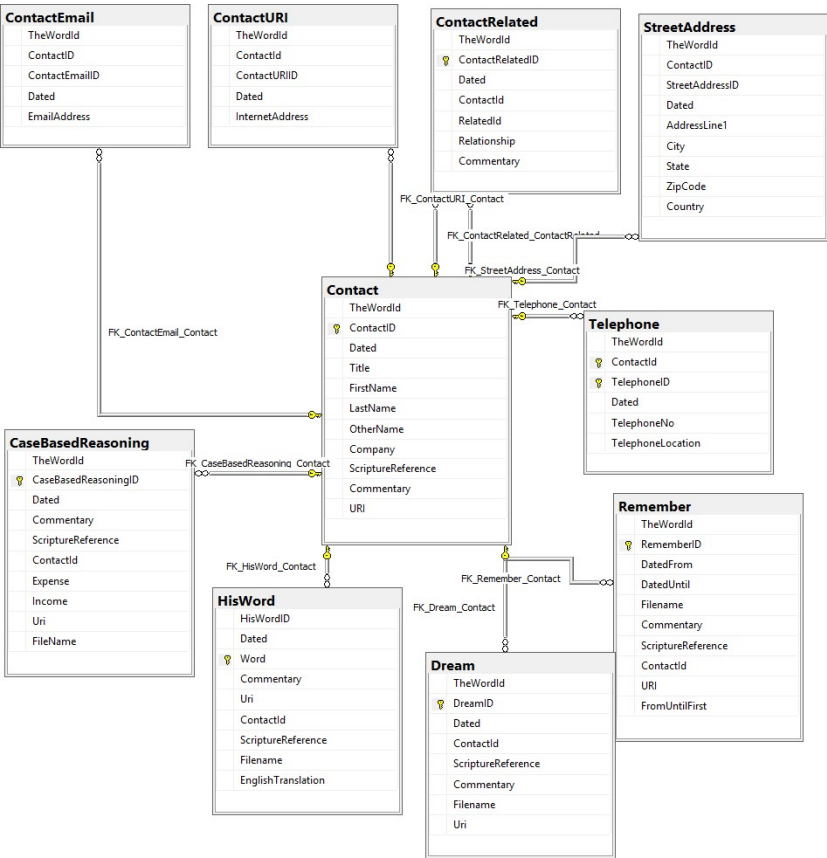 ContactEmail
TheWordId
ContactID
ContactEmailID
Dated
EmailAddress
ContactURI
TheWordId
ContactId
ContactURIID
Dated
InternetAddress
ContactRelated
TheWordId
ContactRelatedID
Dated
ContactId
RelatedId
Relationship
Commentary
StreetAddress
TheWordId
ContactID
StreetAddressID
Dated
AddressLine1
City
State
ZipCode
Country
FK_ContactURI_Contact
FK_ContactRelated_ContactRelated
FK_StreetAddress_Contact
FK_Telephone_Contact
FK_ContactEmail_Contact
Contact
TheWordId
ContactID
Dated
Title
FirstName
LastName
OtherName
Company
ScriptureReference
Commentary
URI
Telephone
TheWordId
ContactId
TelephoneID
Dated
TelephoneNo
TelephoneLocation
CaseBasedReasoning
TheWordId
CaseBasedReasoningID
Dated
Commentary
ScriptureReference
ContactId
Expense
Income
Uri
FileName
FK_CaseBasedReasoning_Contact
FK_HisWord_Contact
FK_Remember_Contact
FK_Dream_Contact
HisWord
HisWordID
Dated
Word
Commentary
Uri
ContactId
ScriptureReference
Filename
EnglishTranslation
Remember
TheWordId
RememberID
DatedFrom
DatedUntil
Filename
Commentary
ScriptureReference
ContactId
URI
FromUntilFirst
Dream
TheWordId
DreamID
Dated
ContactId
ScriptureReference
Commentary
Filename
Uri